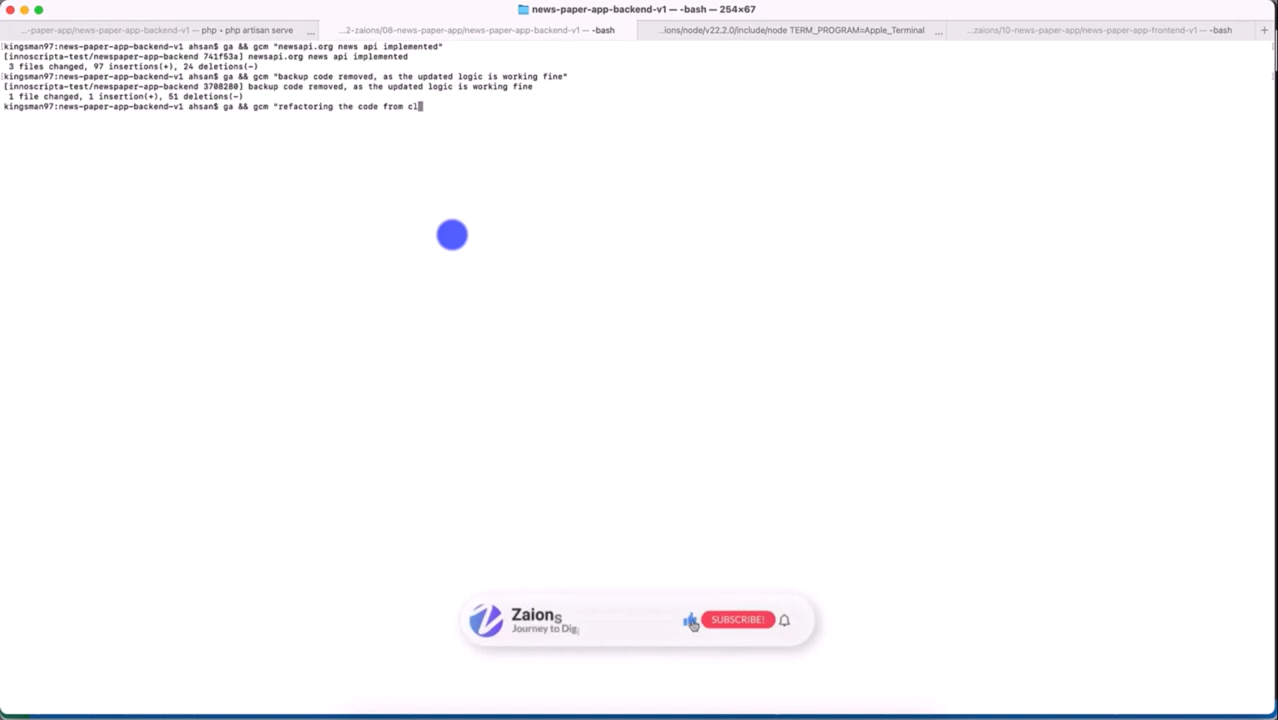 news-paper-app-backend-v1 — -bash — 254×67
...-paper-app/news-paper-app-backend-v1 — php • php artisan serve ...
...2-zaions/08-news-paper-app/news-paper-app-backend-v1 — -bash
...ions/node/v22.2.0/include/node TERM_PROGRAM=Apple_Terminal ...
...zaions/10-news-paper-app/news-paper-app-frontend-v1 — -bash
+
kingsman97:news-paper-app-backend-v1 ahsan$ ga && gcm "newsapi.org news api implemented"
[innoscripta-test/newspaper-backend 741f53a] newsapi.org news api implemented
3 files changed, 97 insertions(+), 24 deletions(-)
kingsman97:news-paper-app-backend-v1 ahsan$ ga && gcm "backup code removed, as the updated logic is working fine"
[innoscripta-test/newspaper-backend 3708280] backup code removed, as the updated logic is working fine
1 file changed, 1 insertion(+), 51 deletions(-)
kingsman97:news-paper-app-backend-v1 ahsan$ ga && gcm "refactoring the code from cl
Zaions
Journey to Dig
SUBSCRIBE!